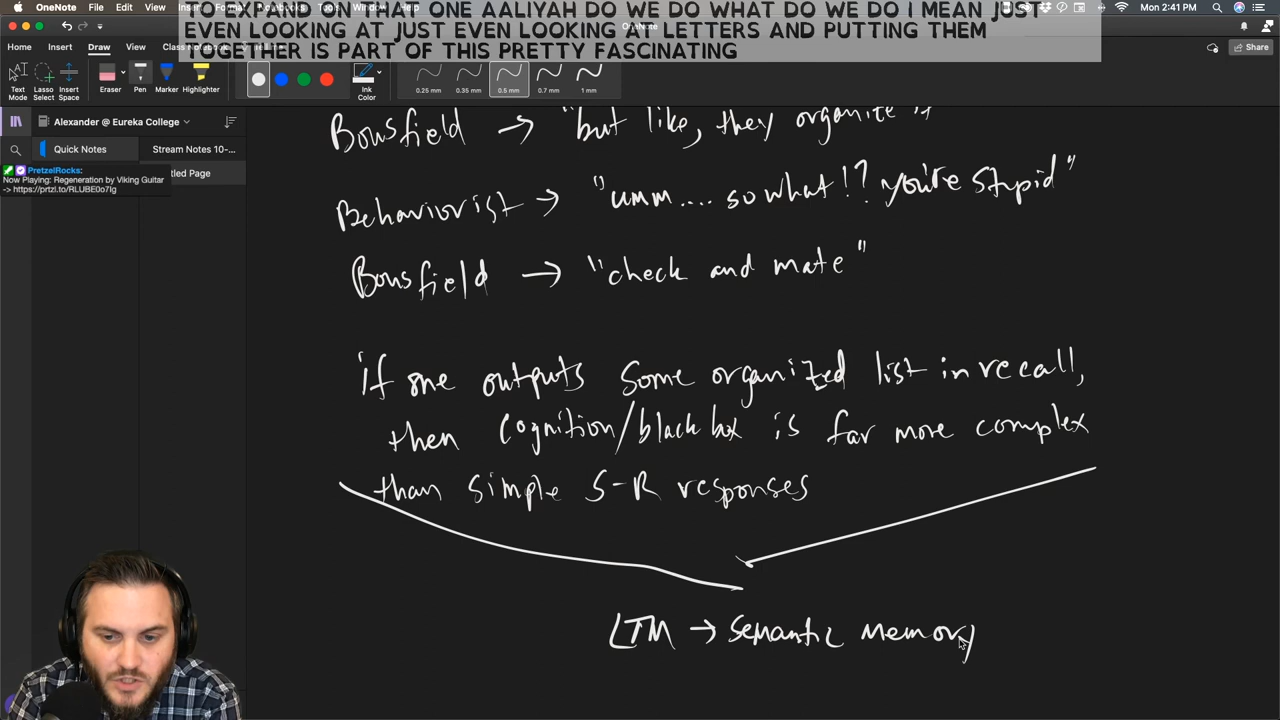 TO EXPAND ON THAT ONE AALIYAH DO WE DO WHAT DO WE DO I MEAN JUST
EVEN LOOKING AT JUST EVEN LOOKING AT LETTERS AND PUTTING THEM
TOGETHER IS PART OF THIS PRETTY FASCINATING
OneNote File Edit View
Mon 2:41 PM
OneNote
Home Insert Draw View
Share
Text Mode
Lasso Select
Insert Space
Eraser
Pen
Marker
Highlighter
Ink Color
0.25 mm 0.35 mm 0.5 mm 0.7 mm 1 mm
Alexander @ Eureka College
Quick Notes
Stream Notes 10-...
PretzelRocks:
Now Playing: Regeneration by Viking Guitar
-> https://prtzl.to/RLUBE0o7Ig
tled Page
Bousfield → "but like, they organize it
Behaviorist → "umm.... so what!? you're stupid"
Bousfield → "check and mate"
if one outputs some organized list in recall,
then cognition/black box is far more complex
than simple S-R responses
LTM → Semantic Memory